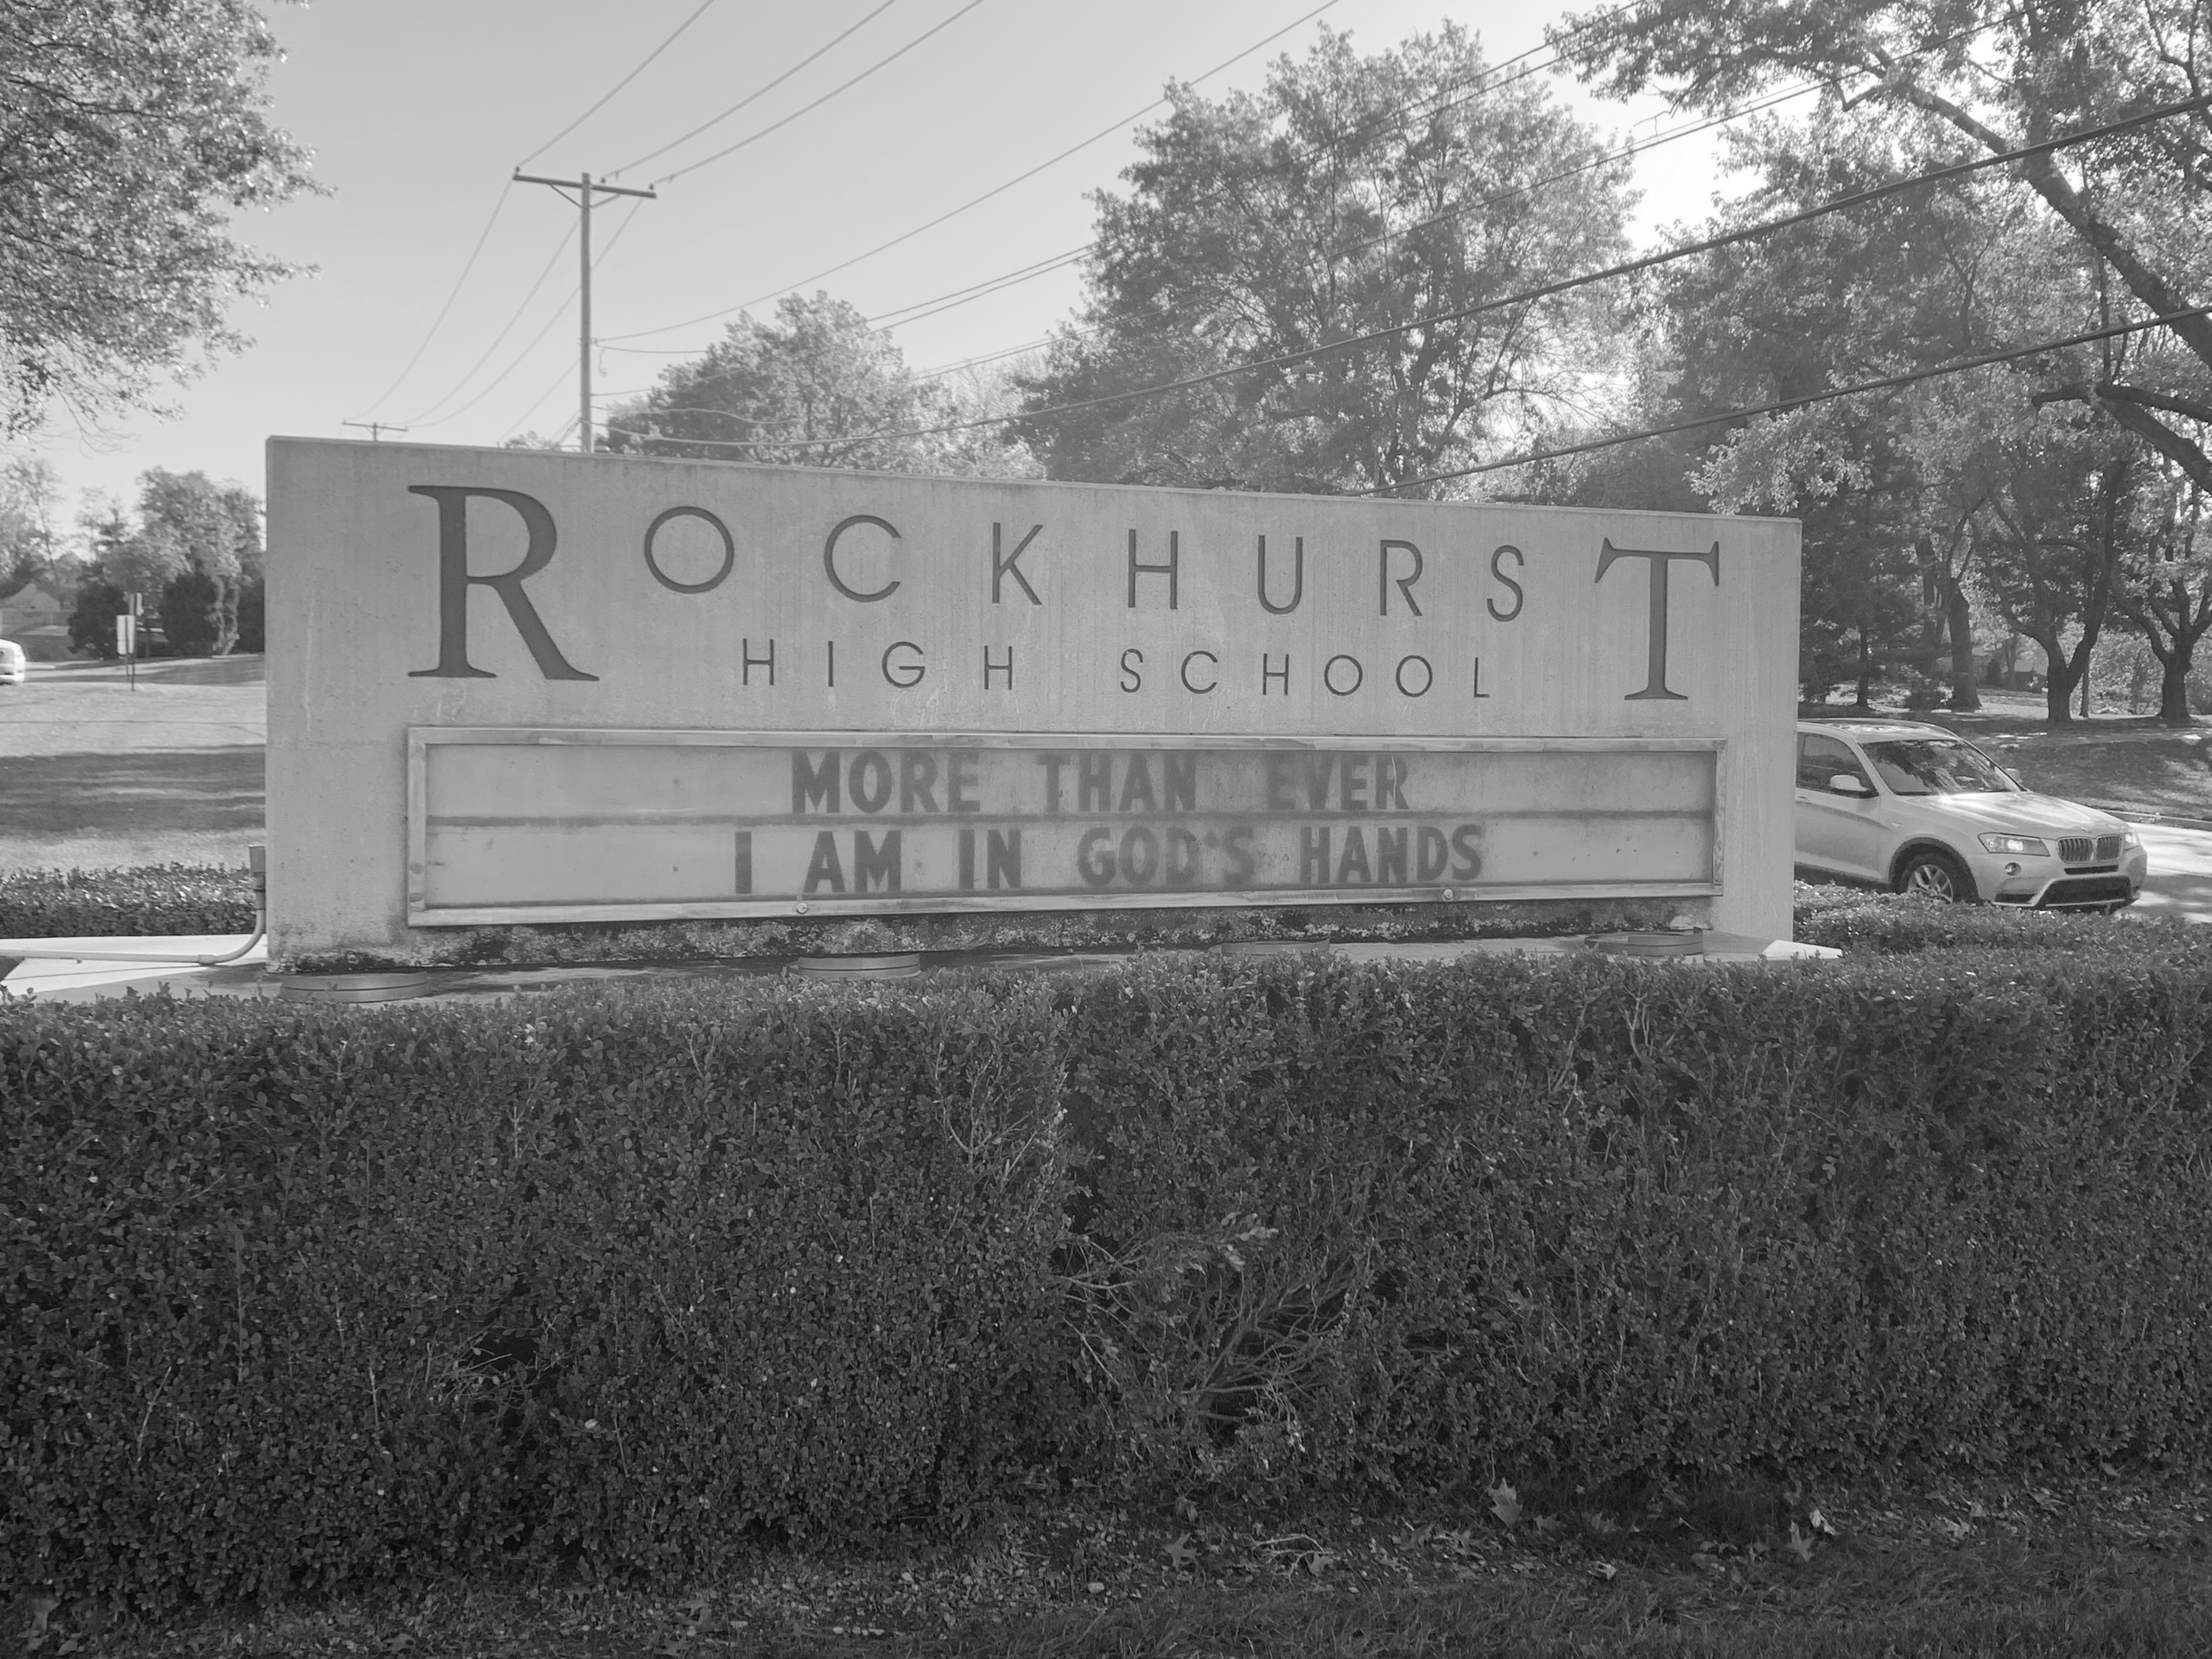 ROCKHURST
HIGH SCHOOL
MORE THAN EVER
I AM IN GOD'S HANDS